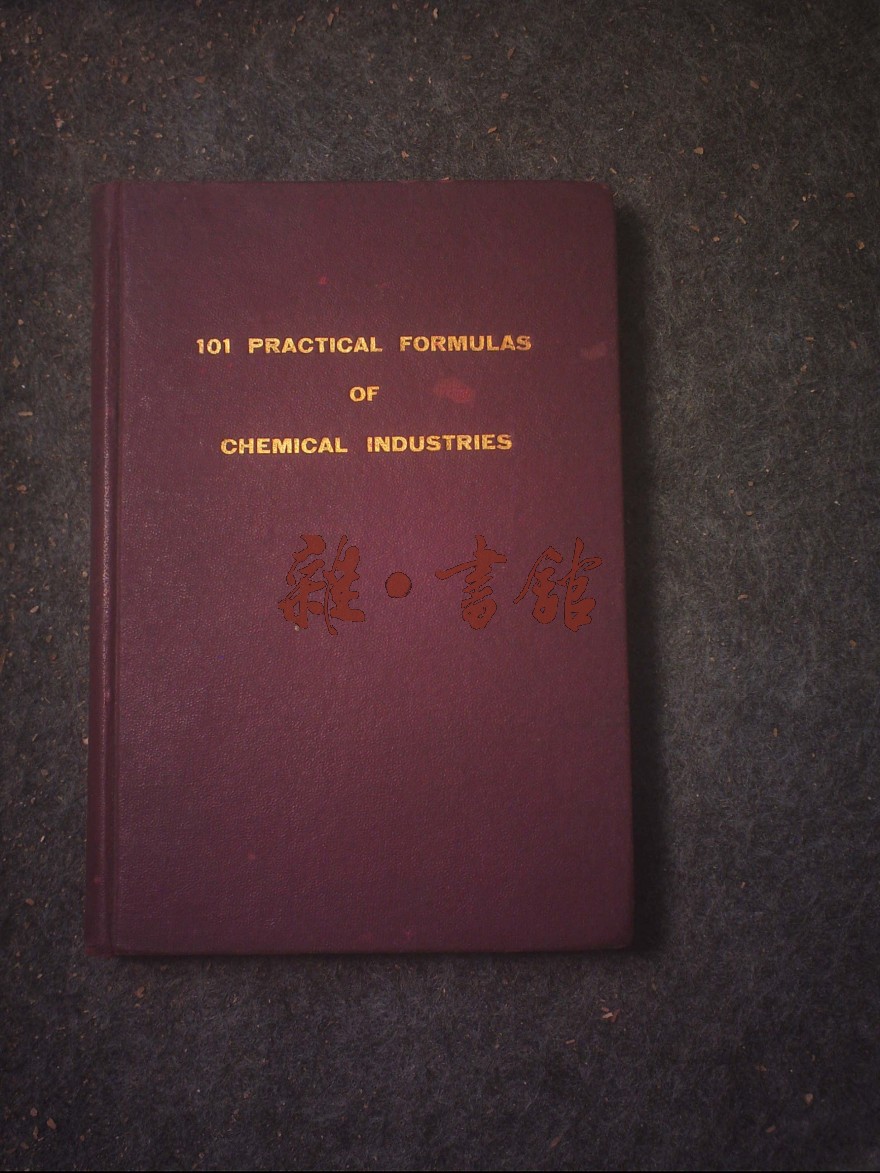 101 PRACTICAL FORMULAS
OF
CHEMICAL INDUSTRIES
雜·書館